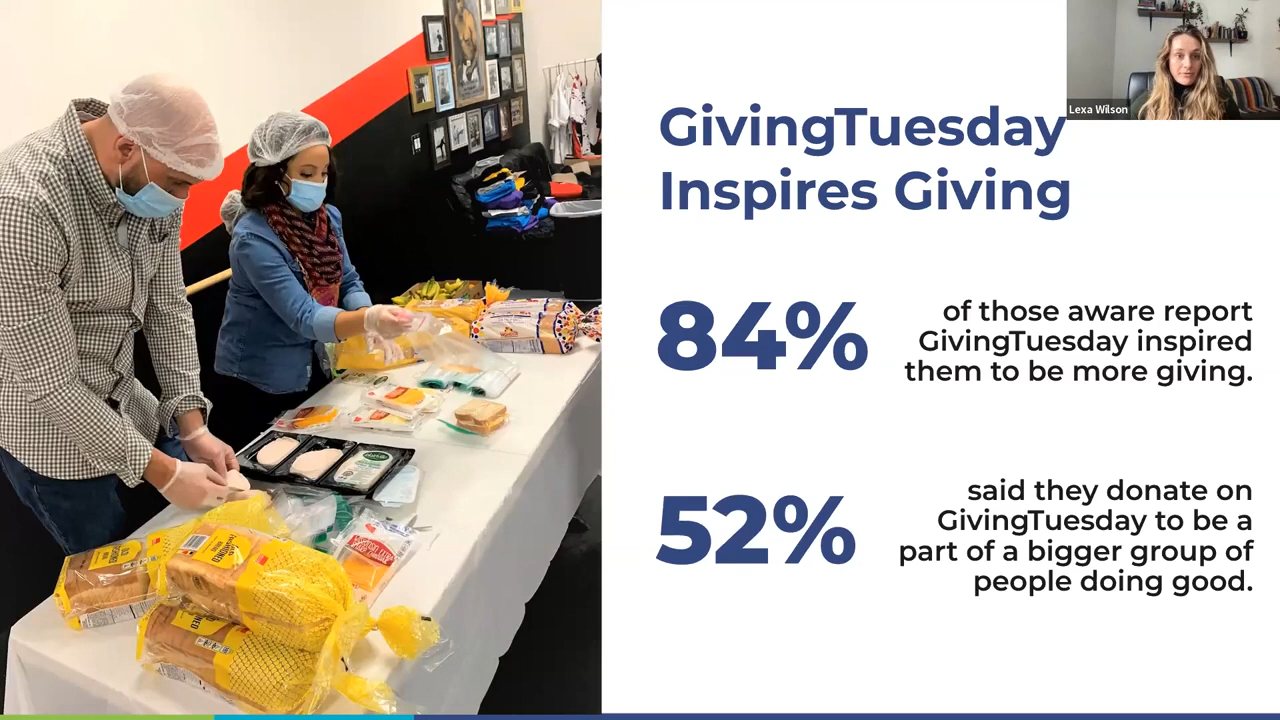 Lexa Wilson
GivingTuesday
Inspires Giving
84%
of those aware report
GivingTuesday inspired
them to be more giving.
52%
said they donate on
GivingTuesday to be a
part of a bigger group of
people doing good.